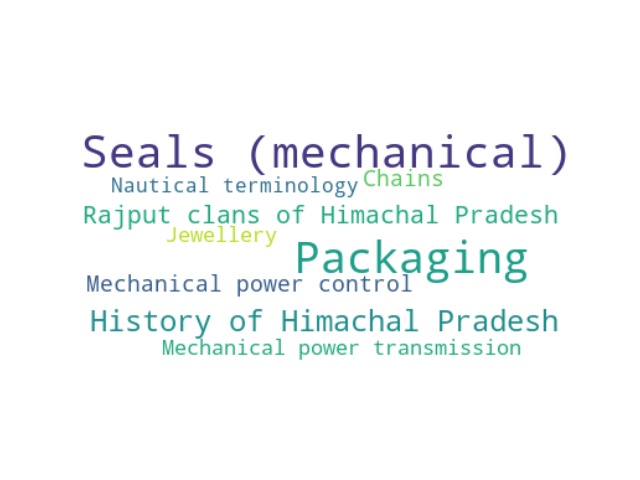 Seals (mechanical)
Nautical terminology
Chains
Rajput clans of Himachal Pradesh
Jewellery
Packaging
Mechanical power control
History of Himachal Pradesh
Mechanical power transmission